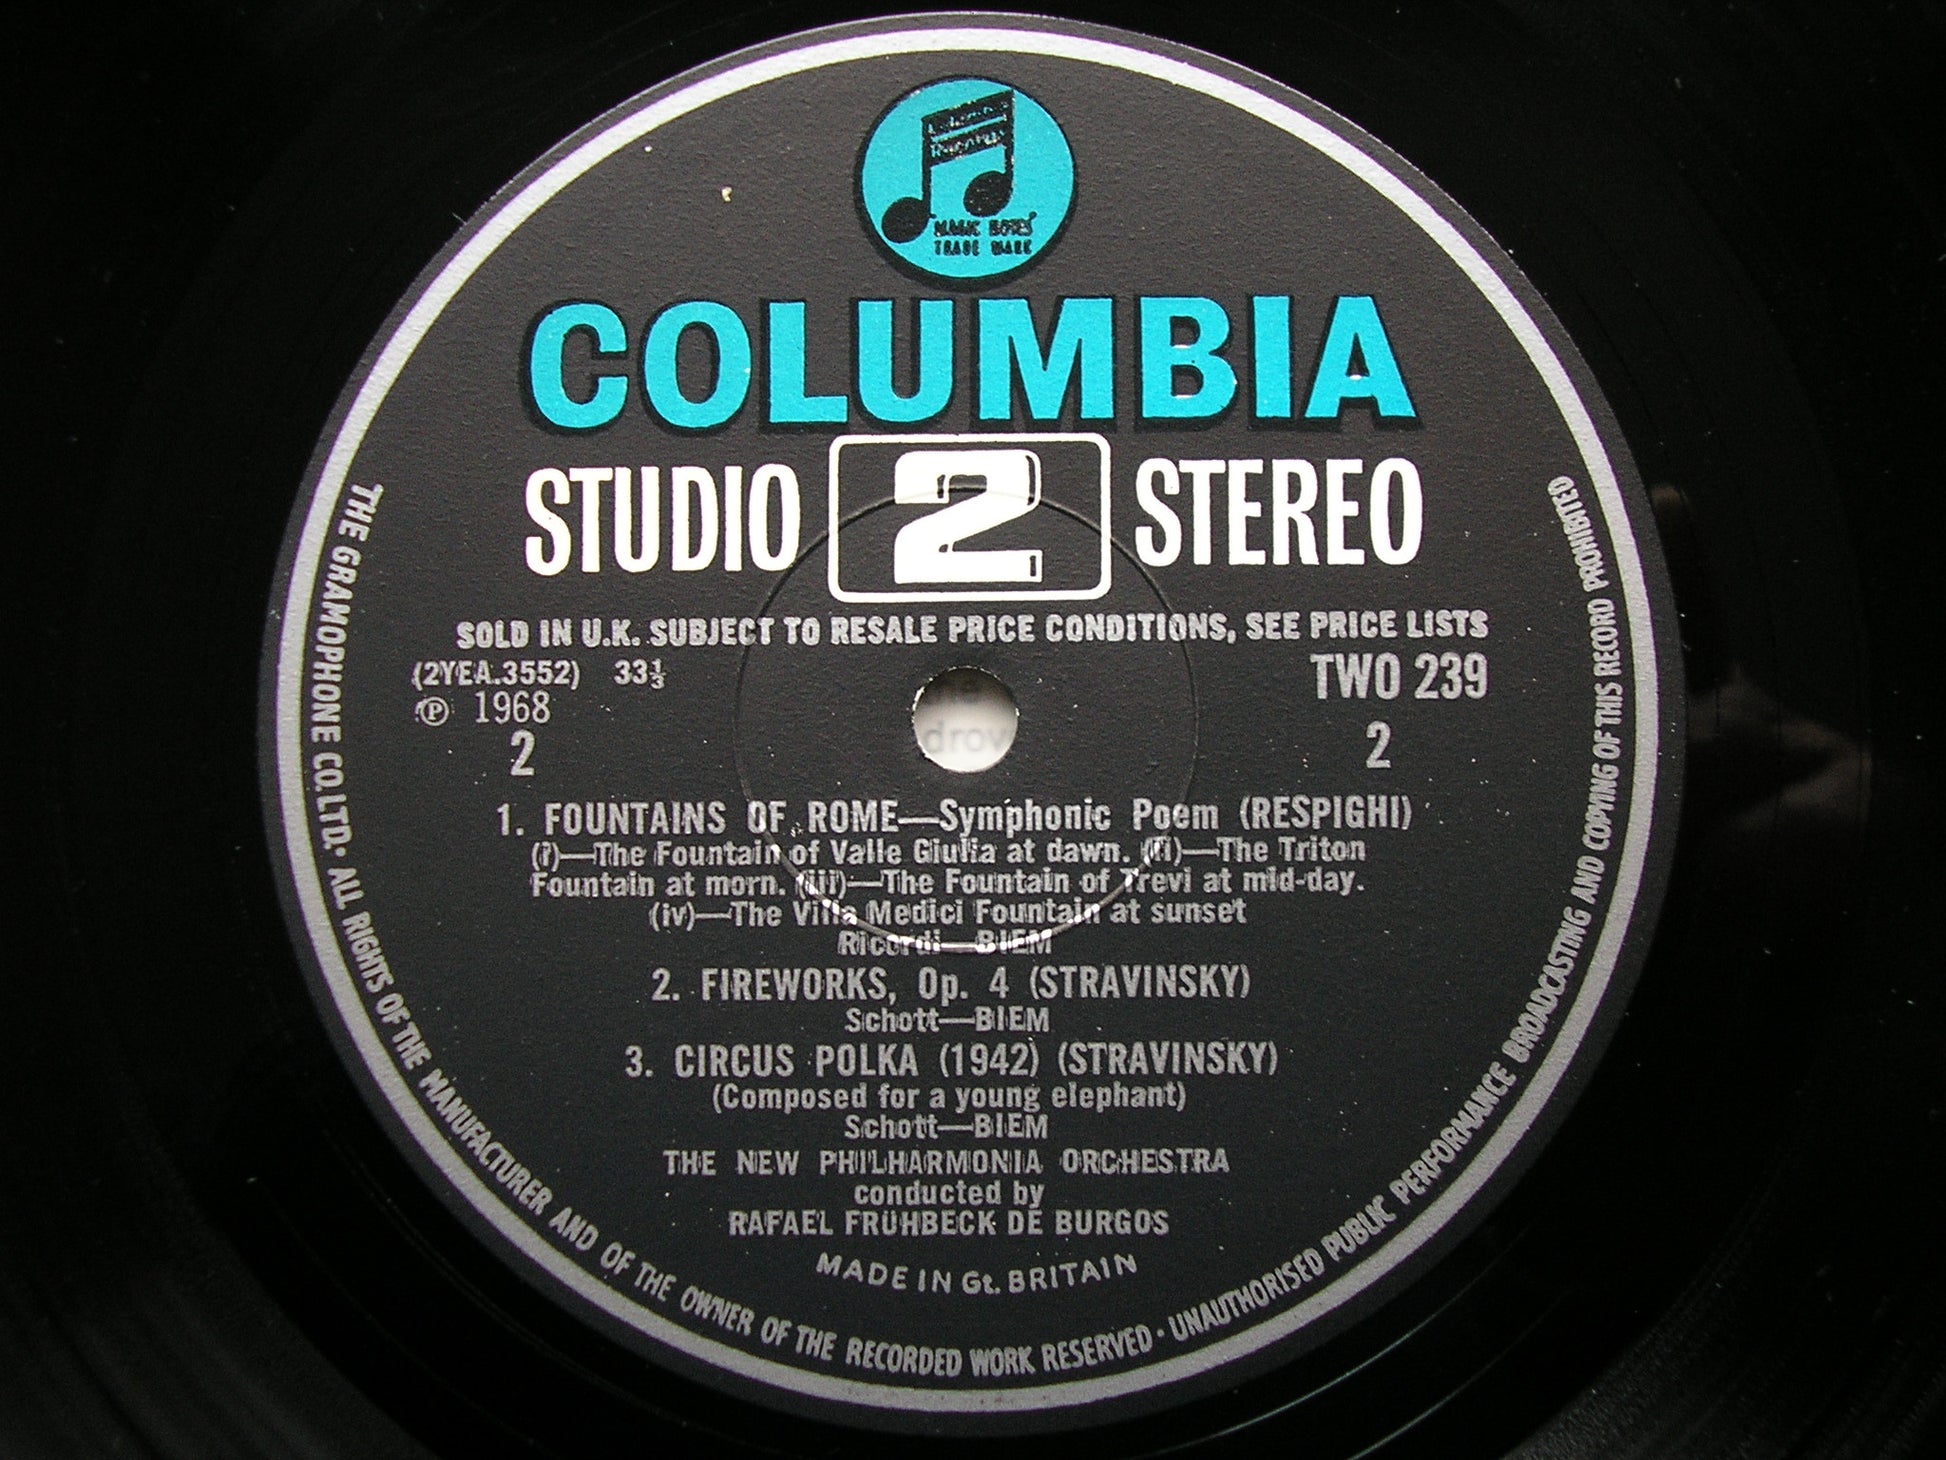 MAGIC NOTES
TRADE MARK
COLUMBIA
STUDIO 2 STEREO
SOLD IN U.K. SUBJECT TO RESALE PRICE CONDITIONS, SEE PRICE LISTS
(2YEA.3552) 33⅓ TWO 239
Ⓟ 1968
2 2
drov
1. FOUNTAINS OF ROME—Symphonic Poem (RESPIGHI)
(i)—The Fountain of Valle Giulia at dawn. (ii)—The Triton
Fountain at morn. (iii)—The Fountain of Trevi at mid-day.
(iv)—The Villa Medici Fountain at sunset
Ricordi—BIEM
2. FIREWORKS, Op. 4 (STRAVINSKY)
Schott—BIEM
3. CIRCUS POLKA (1942) (STRAVINSKY)
(Composed for a young elephant)
Schott—BIEM
THE NEW PHILHARMONIA ORCHESTRA
conducted by
RAFAEL FRÜHBECK DE BURGOS
MADE IN Gt. BRITAIN
THE GRAMOPHONE CO. LTD. · ALL RIGHTS OF THE MANUFACTURER AND OF THE OWNER OF THE RECORDED WORK RESERVED · UNAUTHORISED PUBLIC PERFORMANCE BROADCASTING AND COPYING OF THIS RECORD PROHIBITED